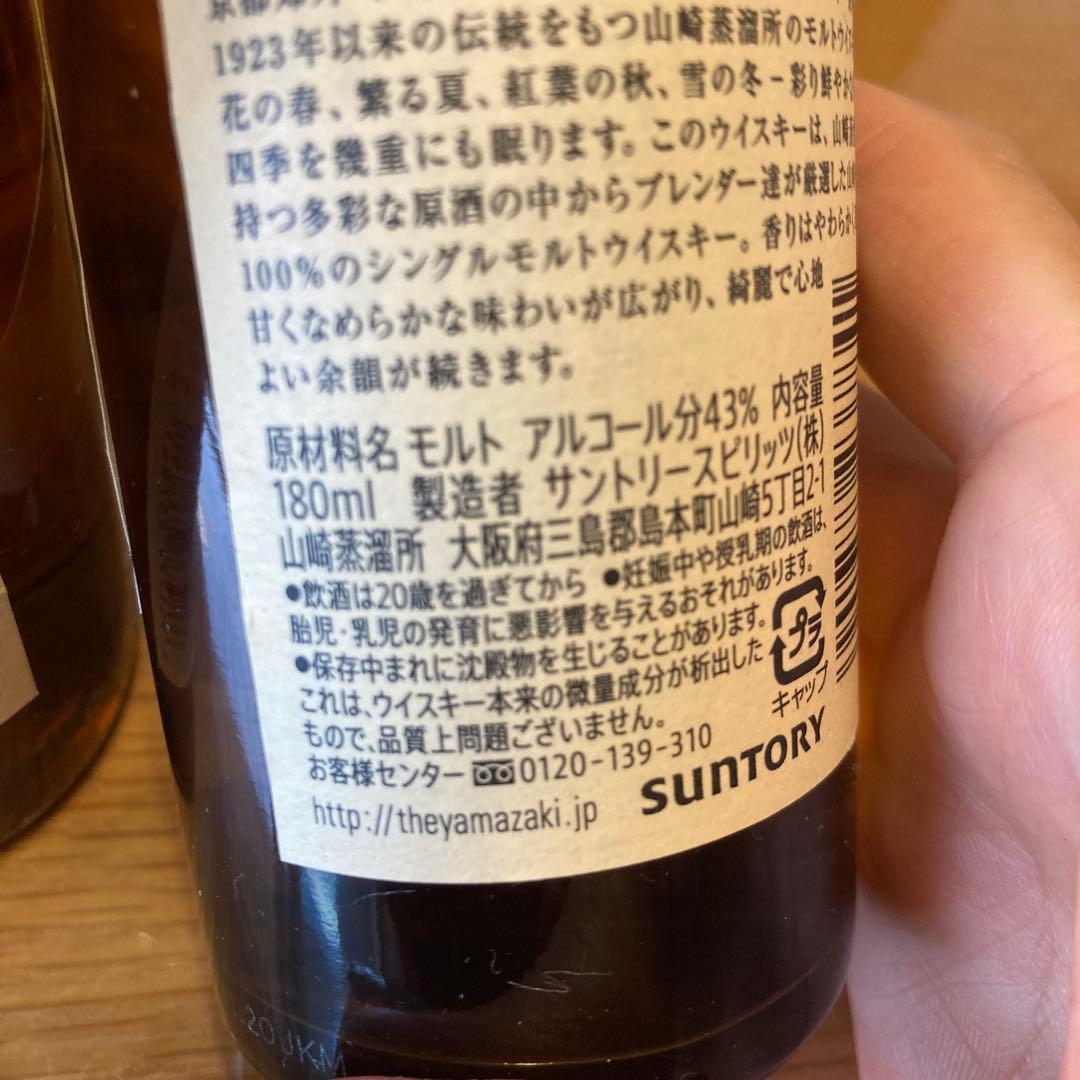 京都郊外
1923年以来の伝統をもつ山崎蒸溜所のモルトウイス
花の春、繁る夏、紅葉の秋、雪の冬－彩り鮮やかな
四季を幾重にも眠ります。このウイスキーは、山崎蒸
持つ多彩な原酒の中からブレンダー達が厳選した山崎
100%のシングルモルトウイスキー。香りはやわらかく
甘くなめらかな味わいが広がり、綺麗で心地
よい余韻が続きます。
原材料名 モルト アルコール分43% 内容量
180ml 製造者 サントリースピリッツ(株)
山崎蒸溜所 大阪府三島郡島本町山崎5丁目2-1
●飲酒は20歳を過ぎてから ●妊娠中や授乳期の飲酒は、
胎児・乳児の発育に悪影響を与えるおそれがあります。
●保存中まれに沈殿物を生じることがあります。
これは、ウイスキー本来の微量成分が析出した
もので、品質上問題ございません。
お客様センター 0120-139-310
http://theyamazaki.jp
プラ
キャップ
SUNTORY
20JKM